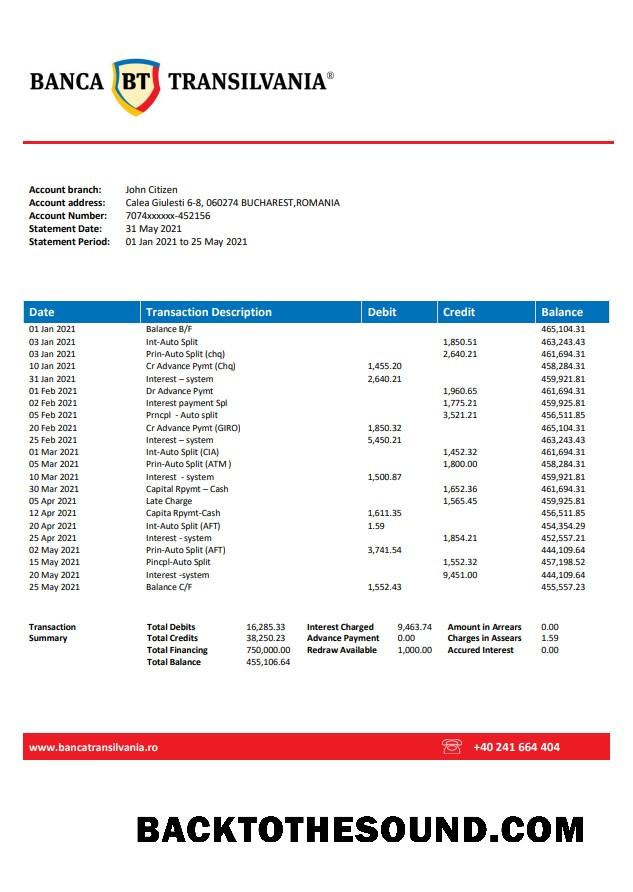 BANCA BT TRANSILVANIA®
Account branch: John Citizen
Account address: Calea Giulesti 6-8, 060274 BUCHAREST,ROMANIA
Account Number: 7074xxxxxx-452156
Statement Date: 31 May 2021
Statement Period: 01 Jan 2021 to 25 May 2021
Date Transaction Description Debit Credit Balance
01 Jan 2021 Balance B/F 465,104.31
03 Jan 2021 Int-Auto Split 1,850.51 463,243.43
03 Jan 2021 Prin-Auto Split (chq) 2,640.21 461,694.31
10 Jan 2021 Cr Advance Pymt (Chq) 1,455.20 458,284.31
31 Jan 2021 Interest – system 2,640.21 459,921.81
01 Feb 2021 Dr Advance Pymt 1,960.65 461,694.31
02 Feb 2021 Interest payment Spl 1,775.21 459,925.81
05 Feb 2021 Prncpl - Auto split 3,521.21 456,511.85
20 Feb 2021 Cr Advance Pymt (GIRO) 1,850.32 465,104.31
25 Feb 2021 Interest – system 5,450.21 463,243.43
01 Mar 2021 Int-Auto Split (CIA) 1,452.32 461,694.31
05 Mar 2021 Prin-Auto Split (ATM ) 1,800.00 458,284.31
10 Mar 2021 Interest - system 1,500.87 459,921.81
30 Mar 2021 Capital Rpymt – Cash 1,652.36 461,694.31
05 Apr 2021 Late Charge 1,565.45 459,925.81
12 Apr 2021 Capita Rpymt-Cash 1,611.35 456,511.85
20 Apr 2021 Int-Auto Split (AFT) 1.59 454,354.29
25 Apr 2021 Interest - system 1,854.21 452,557.21
02 May 2021 Prin-Auto Split (AFT) 3,741.54 444,109.64
15 May 2021 Pincpl-Auto Split 1,552.32 457,198.52
20 May 2021 Interest -system 9,451.00 444,109.64
25 May 2021 Balance C/F 1,552.43 455,557.23
Transaction Total Debits 16,285.33 Interest Charged 9,463.74 Amount in Arrears 0.00
Summary Total Credits 38,250.23 Advance Payment 0.00 Charges in Assears 1.59
Total Financing 750,000.00 Redraw Available 1,000.00 Accured Interest 0.00
Total Balance 455,106.64
www.bancatransilvania.ro +40 241 664 404
BACKTOTHESOUND.COM